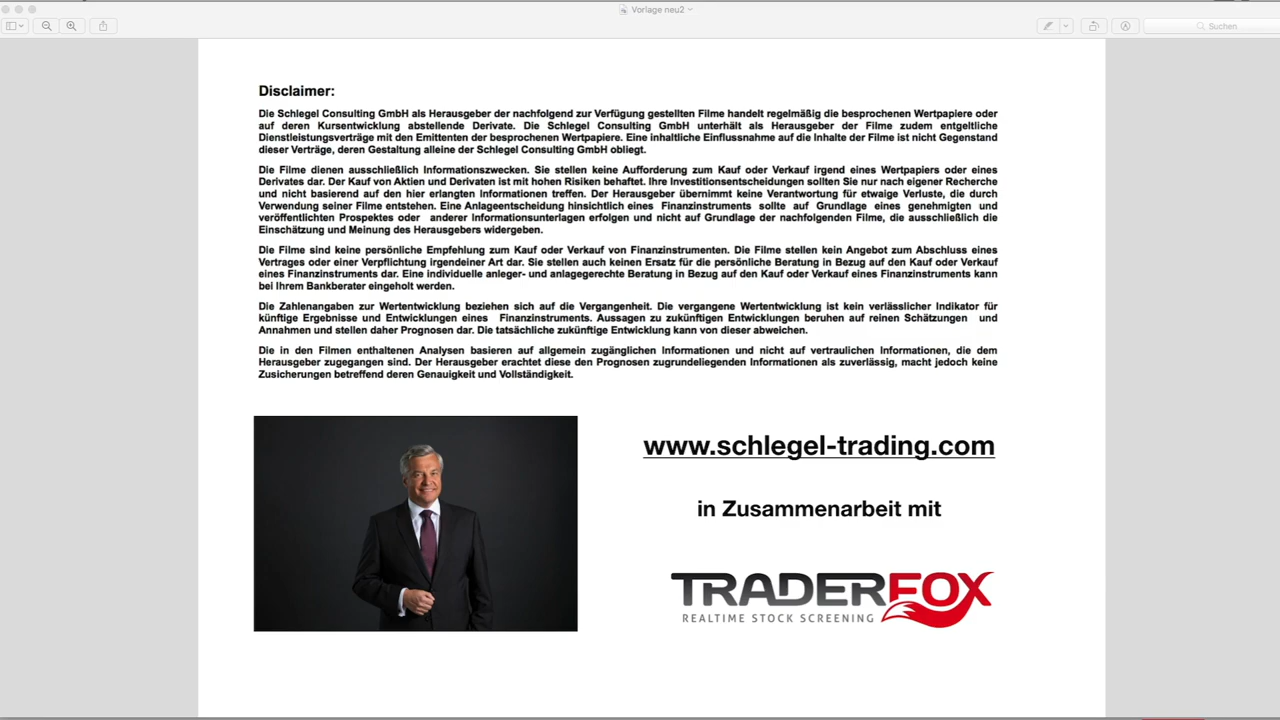 Vorlage neu2
Suchen
Disclaimer:
Die Schlegel Consulting GmbH als Herausgeber der nachfolgend zur Verfügung gestellten Filme handelt regelmäßig die besprochenen Wertpapiere oder
auf deren Kursentwicklung abstellende Derivate. Die Schlegel Consulting GmbH unterhält als Herausgeber der Filme zudem entgeltliche
Dienstleistungsverträge mit den Emittenten der besprochenen Wertpapiere. Eine inhaltliche Einflussnahme auf die Inhalte der Filme ist nicht Gegenstand
dieser Verträge, deren Gestaltung alleine der Schlegel Consulting GmbH obliegt.
Die Filme dienen ausschließlich Informationszwecken. Sie stellen keine Aufforderung zum Kauf oder Verkauf irgend eines Wertpapiers oder eines
Derivates dar. Der Kauf von Aktien und Derivaten ist mit hohen Risiken behaftet. Ihre Investitionsentscheidungen sollten Sie nur nach eigener Recherche
und nicht basierend auf den hier erlangten Informationen treffen. Der Herausgeber übernimmt keine Verantwortung für etwaige Verluste, die durch
Verwendung seiner Filme entstehen. Eine Anlageentscheidung hinsichtlich eines Finanzinstruments sollte auf Grundlage eines genehmigten und
veröffentlichten Prospektes oder anderer Informationsunterlagen erfolgen und nicht auf Grundlage der nachfolgenden Filme, die ausschließlich die
Einschätzung und Meinung des Herausgebers widergeben.
Die Filme sind keine persönliche Empfehlung zum Kauf oder Verkauf von Finanzinstrumenten. Die Filme stellen kein Angebot zum Abschluss eines
Vertrages oder einer Verpflichtung irgendeiner Art dar. Sie stellen auch keinen Ersatz für die persönliche Beratung in Bezug auf den Kauf oder Verkauf
eines Finanzinstruments dar. Eine individuelle anleger- und anlagegerechte Beratung in Bezug auf den Kauf oder Verkauf eines Finanzinstruments kann
bei Ihrem Bankberater eingeholt werden.
Die Zahlenangaben zur Wertentwicklung beziehen sich auf die Vergangenheit. Die vergangene Wertentwicklung ist kein verlässlicher Indikator für
künftige Ergebnisse und Entwicklungen eines Finanzinstruments. Aussagen zu zukünftigen Entwicklungen beruhen auf reinen Schätzungen und
Annahmen und stellen daher Prognosen dar. Die tatsächliche zukünftige Entwicklung kann von dieser abweichen.
Die in den Filmen enthaltenen Analysen basieren auf allgemein zugänglichen Informationen und nicht auf vertraulichen Informationen, die dem
Herausgeber zugegangen sind. Der Herausgeber erachtet diese den Prognosen zugrundeliegenden Informationen als zuverlässig, macht jedoch keine
Zusicherungen betreffend deren Genauigkeit und Vollständigkeit.
www.schlegel-trading.com
in Zusammenarbeit mit
TRADERFOX
REALTIME STOCK SCREENING